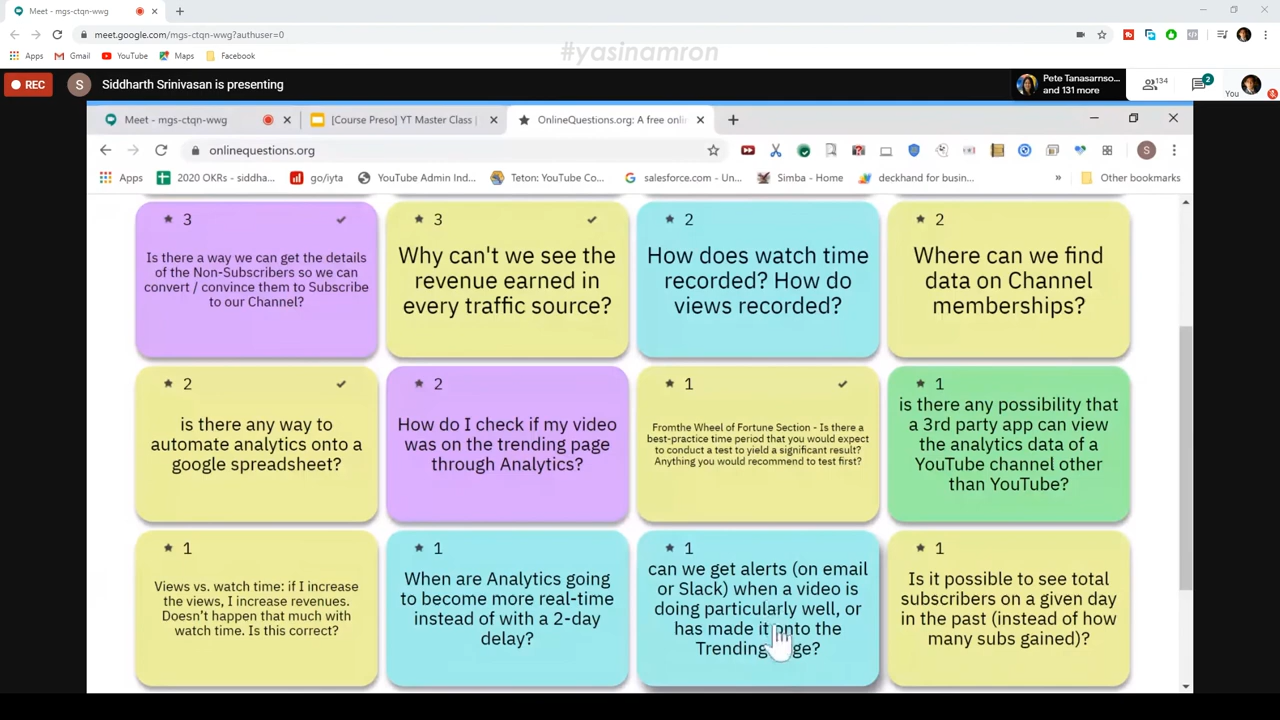 Meet - mgs-ctqn-wwg
meet.google.com/mgs-ctqn-wwg?authuser=0
Apps Gmail YouTube Maps Facebook
#yasinamron
REC S Siddharth Srinivasan is presenting
Pete Tanasarnso...
and 131 more
134
2
You
Meet - mgs-ctqn-wwg
[Course Preso] YT Master Class |
OnlineQuestions.org: A free onli
onlinequestions.org
S
Apps 2020 OKRs - siddha... go/iyta YouTube Admin Ind... Teton: YouTube Co... salesforce.com - Un... Simba - Home deckhand for busin... » Other bookmarks
3
Is there a way we can get the details
of the Non-Subscribers so we can
convert / convince them to Subscribe
to our Channel?
3
Why can't we see the
revenue earned in
every traffic source?
2
How does watch time
recorded? How do
views recorded?
2
Where can we find
data on Channel
memberships?
2
is there any way to
automate analytics onto a
google spreadsheet?
2
How do I check if my video
was on the trending page
through Analytics?
1
Fromthe Wheel of Fortune Section - Is there a
best-practice time period that you would expect
to conduct a test to yield a significant result?
Anything you would recommend to test first?
1
is there any possibility that
a 3rd party app can view
the analytics data of a
YouTube channel other
than YouTube?
1
Views vs. watch time: if I increase
the views, I increase revenues.
Doesn't happen that much with
watch time. Is this correct?
1
When are Analytics going
to become more real-time
instead of with a 2-day
delay?
1
can we get alerts (on email
or Slack) when a video is
doing particularly well, or
has made it onto the
Trending ge?
1
Is it possible to see total
subscribers on a given day
in the past (instead of how
many subs gained)?